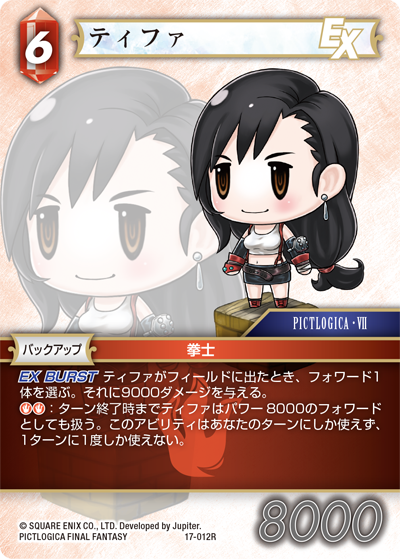 6
ティファ
EX
PICTLOGICA・VII
バックアップ
拳士
EX BURST ティファがフィールドに出たとき、フォワード1
体を選ぶ。それに9000ダメージを与える。
：ターン終了時までティファはパワー8000のフォワード
としても扱う。このアビリティはあなたのターンにしか使えず、
1ターンに1度しか使えない。
© SQUARE ENIX CO., LTD. Developed by Jupiter.
PICTLOGICA FINAL FANTASY
17-012R
8000